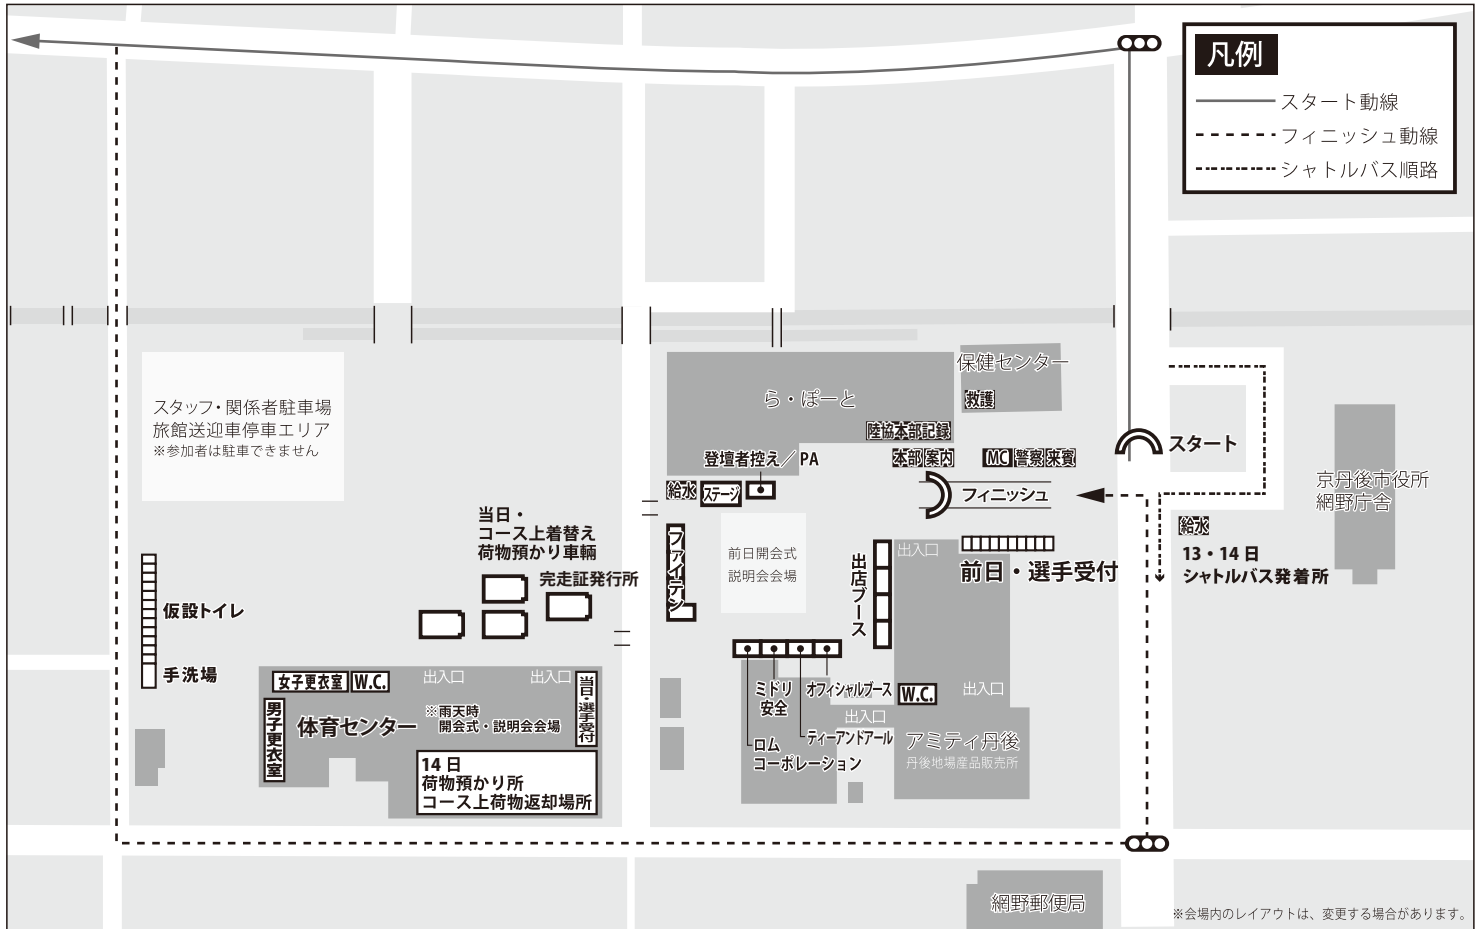 凡例
スタート動線
フィニッシュ動線
シャトルバス順路
スタッフ・関係者駐車場
旅館送迎車停車エリア
※参加者は駐車できません
ら・ぽーと
保健センター
救護
陸協本部記録
登壇者控え／PA
本部
案内
MC
警察
来賓
給水
ステージ
フィニッシュ
スタート
京丹後市役所
網野庁舎
給水
13・14日
シャトルバス発着所
当日・
コース上着替え
荷物預かり車輌
完走証発行所
ファイテン
前日開会式
説明会会場
出店ブース
出入口
前日・選手受付
仮設トイレ
手洗場
女子更衣室
W.C.
出入口
出入口
当日・選手受付
男子更衣室
体育センター
※雨天時
開会式・説明会会場
14日
荷物預かり所
コース上荷物返却場所
ミドリ
安全
オフィシャルブース
W.C.
出入口
出入口
ティーアンドアール
ロム
コーポレーション
アミティ丹後
丹後地場産品販売所
網野郵便局
※会場内のレイアウトは、変更する場合があります。